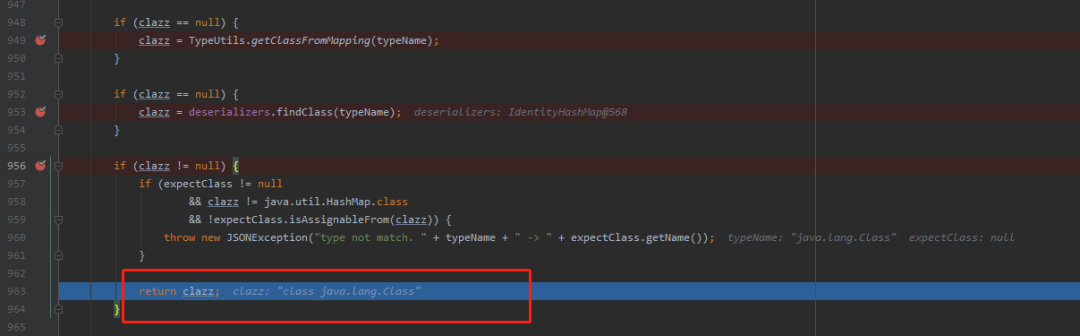 947
948 if (clazz == null) {
949 clazz = TypeUtils.getClassFromMapping(typeName);
950 }
951
952 if (clazz == null) {
953 clazz = deserializers.findClass(typeName); deserializers: IdentityHashMap@568
954 }
955
956 if (clazz != null) {
957 if (expectClass != null
958 && clazz != java.util.HashMap.class
959 && !expectClass.isAssignableFrom(clazz)) {
960 throw new JSONException("type not match. " + typeName + " -> " + expectClass.getName()); typeName: "java.lang.Class" expectClass: null
961 }
962
963 return clazz; clazz: "class java.lang.Class"
964 }
965